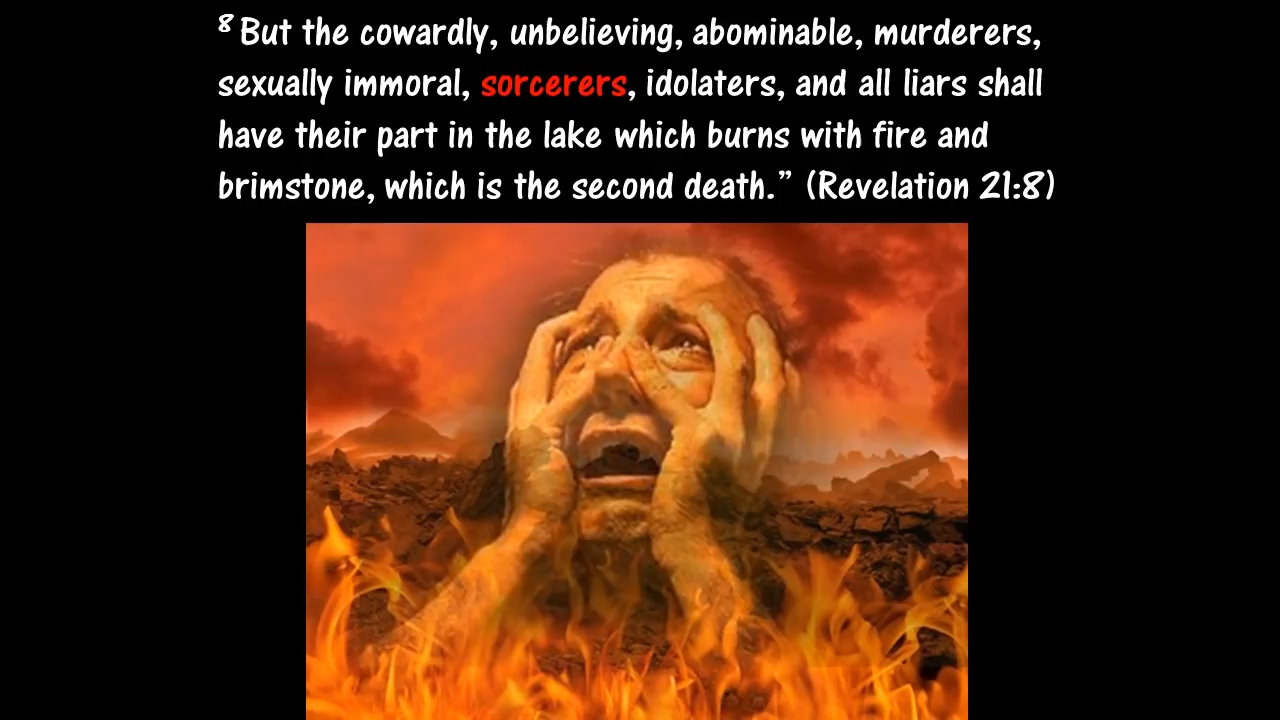 ⁸ But the cowardly, unbelieving, abominable, murderers,
sexually immoral, sorcerers, idolaters, and all liars shall
have their part in the lake which burns with fire and
brimstone, which is the second death.” (Revelation 21:8)